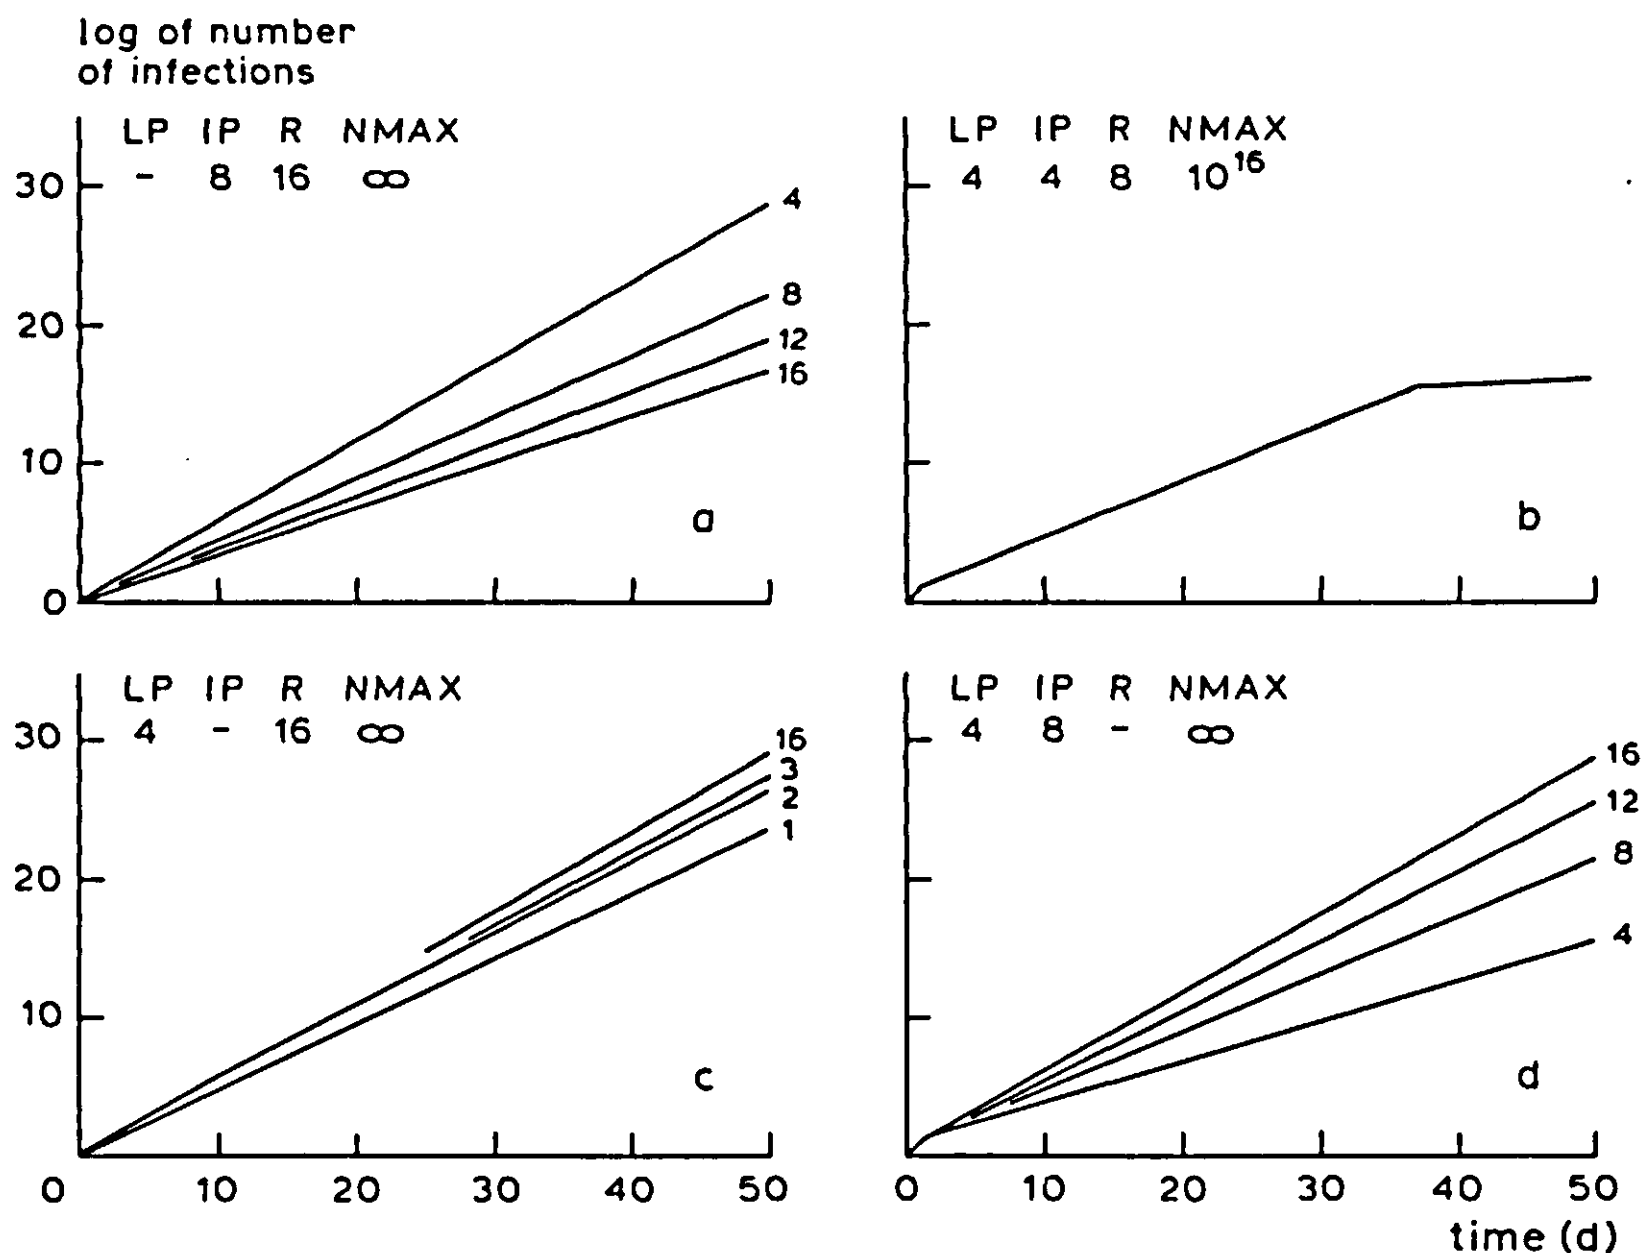 log of number
of infections
LP IP R NMAX
- 8 16 ∞
30
20
10
0
4
8
12
16
a
LP IP R NMAX
4 4 8 10^16
b
LP IP R NMAX
4 - 16 ∞
30
20
10
16
3
2
1
c
0 10 20 30 40 50
LP IP R NMAX
4 8 - ∞
16
12
8
4
d
0 10 20 30 40 50
time (d)